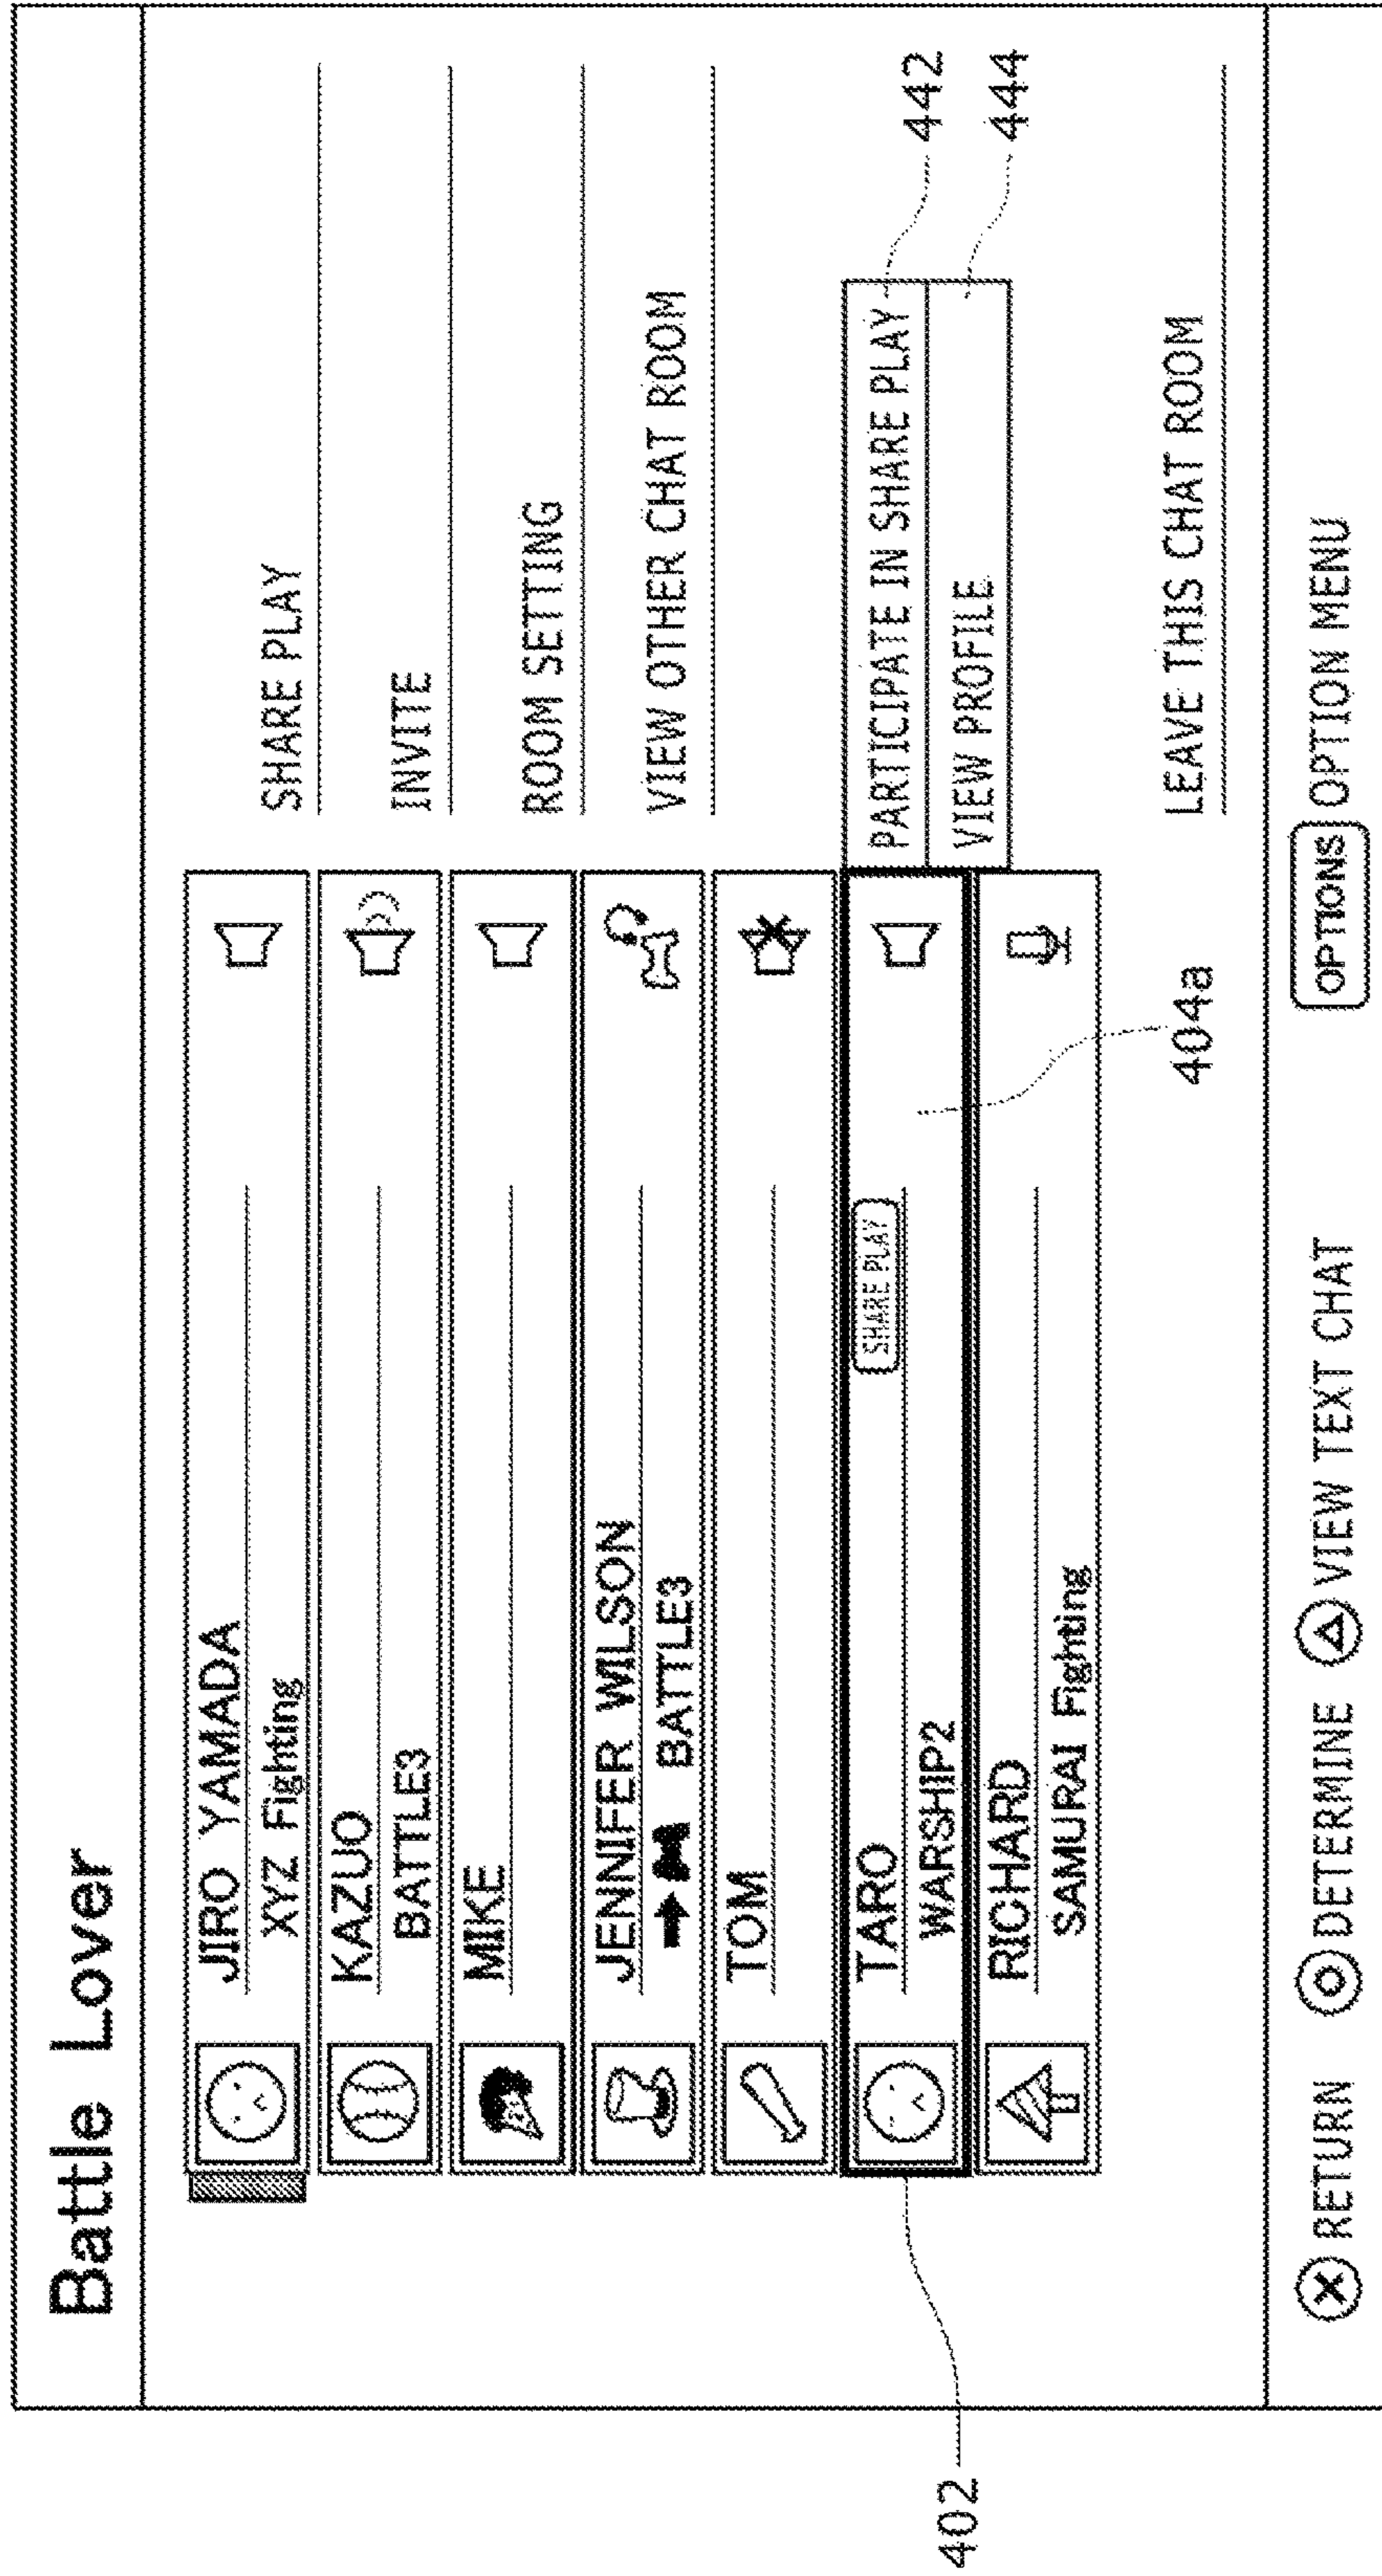 Battle Lover
JIRO YAMADA
XYZ Fighting
KAZUO
BATTLE3
MIKE
JENNIFER WILSON
BATTLE3
TOM
TARO
SHARE PLAY
WARSHIP2
RICHARD
SAMURAI Fighting
SHARE PLAY
INVITE
ROOM SETTING
VIEW OTHER CHAT ROOM
PARTICIPATE IN SHARE PLAY
VIEW PROFILE
442
444
402
404a
LEAVE THIS CHAT ROOM
RETURN DETERMINE VIEW TEXT CHAT OPTIONS OPTION MENU